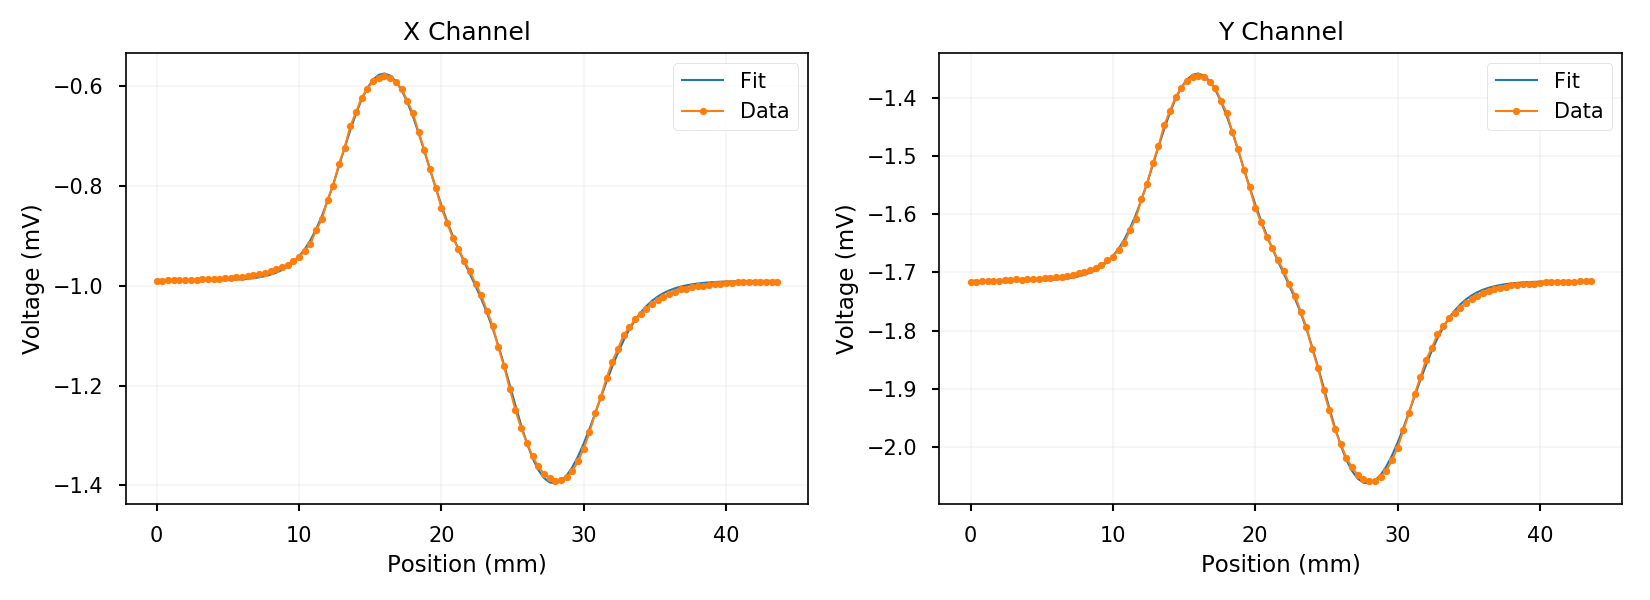 X Channel
Fit
Data
−0.6
−0.8
−1.0
−1.2
−1.4
Voltage (mV)
0
10
20
30
40
Position (mm)
Y Channel
Fit
Data
−1.4
−1.5
−1.6
−1.7
−1.8
−1.9
−2.0
Voltage (mV)
0
10
20
30
40
Position (mm)